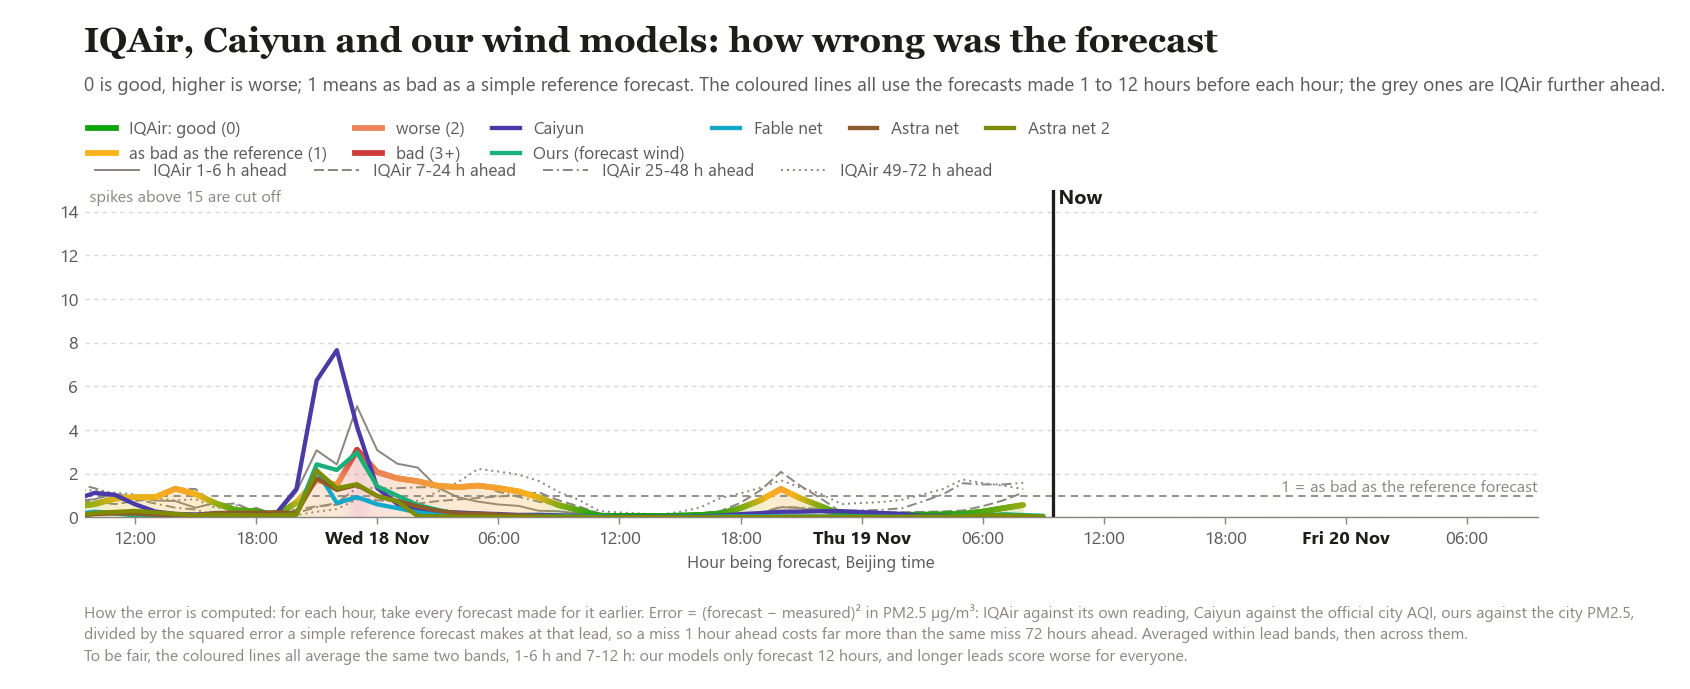 IQAir, Caiyun and our wind models: how wrong was the forecast
0 is good, higher is worse; 1 means as bad as a simple reference forecast. The coloured lines all use the forecasts made 1 to 12 hours before each hour; the grey ones are IQAir further ahead.
IQAir: good (0) worse (2) Caiyun Fable net Astra net Astra net 2
as bad as the reference (1) bad (3+) Ours (forecast wind)
IQAir 1-6 h ahead IQAir 7-24 h ahead IQAir 25-48 h ahead IQAir 49-72 h ahead
spikes above 15 are cut off
Now
14
12
10
8
6
4
2
1 = as bad as the reference forecast
0
12:00 18:00 Wed 18 Nov 06:00 12:00 18:00 Thu 19 Nov 06:00 12:00 18:00 Fri 20 Nov 06:00
Hour being forecast, Beijing time
How the error is computed: for each hour, take every forecast made for it earlier. Error = (forecast − measured)² in PM2.5 µg/m³: IQAir against its own reading, Caiyun against the official city AQI, ours against the city PM2.5,
divided by the squared error a simple reference forecast makes at that lead, so a miss 1 hour ahead costs far more than the same miss 72 hours ahead. Averaged within lead bands, then across them.
To be fair, the coloured lines all average the same two bands, 1-6 h and 7-12 h: our models only forecast 12 hours, and longer leads score worse for everyone.